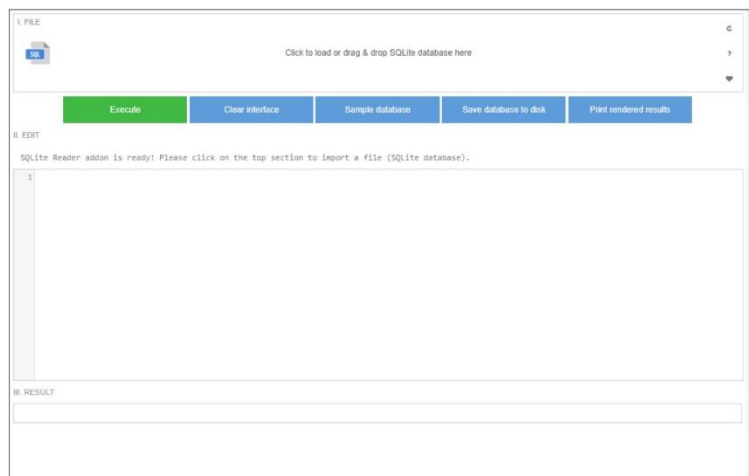 I. FILE
SQL
Click to load or drag & drop SQLite database here
?
Execute
Clear interface
Sample database
Save database to disk
Print rendered results
II. EDIT
SQLite Reader addon is ready! Please click on the top section to import a file (SQLite database).
1
III. RESULT